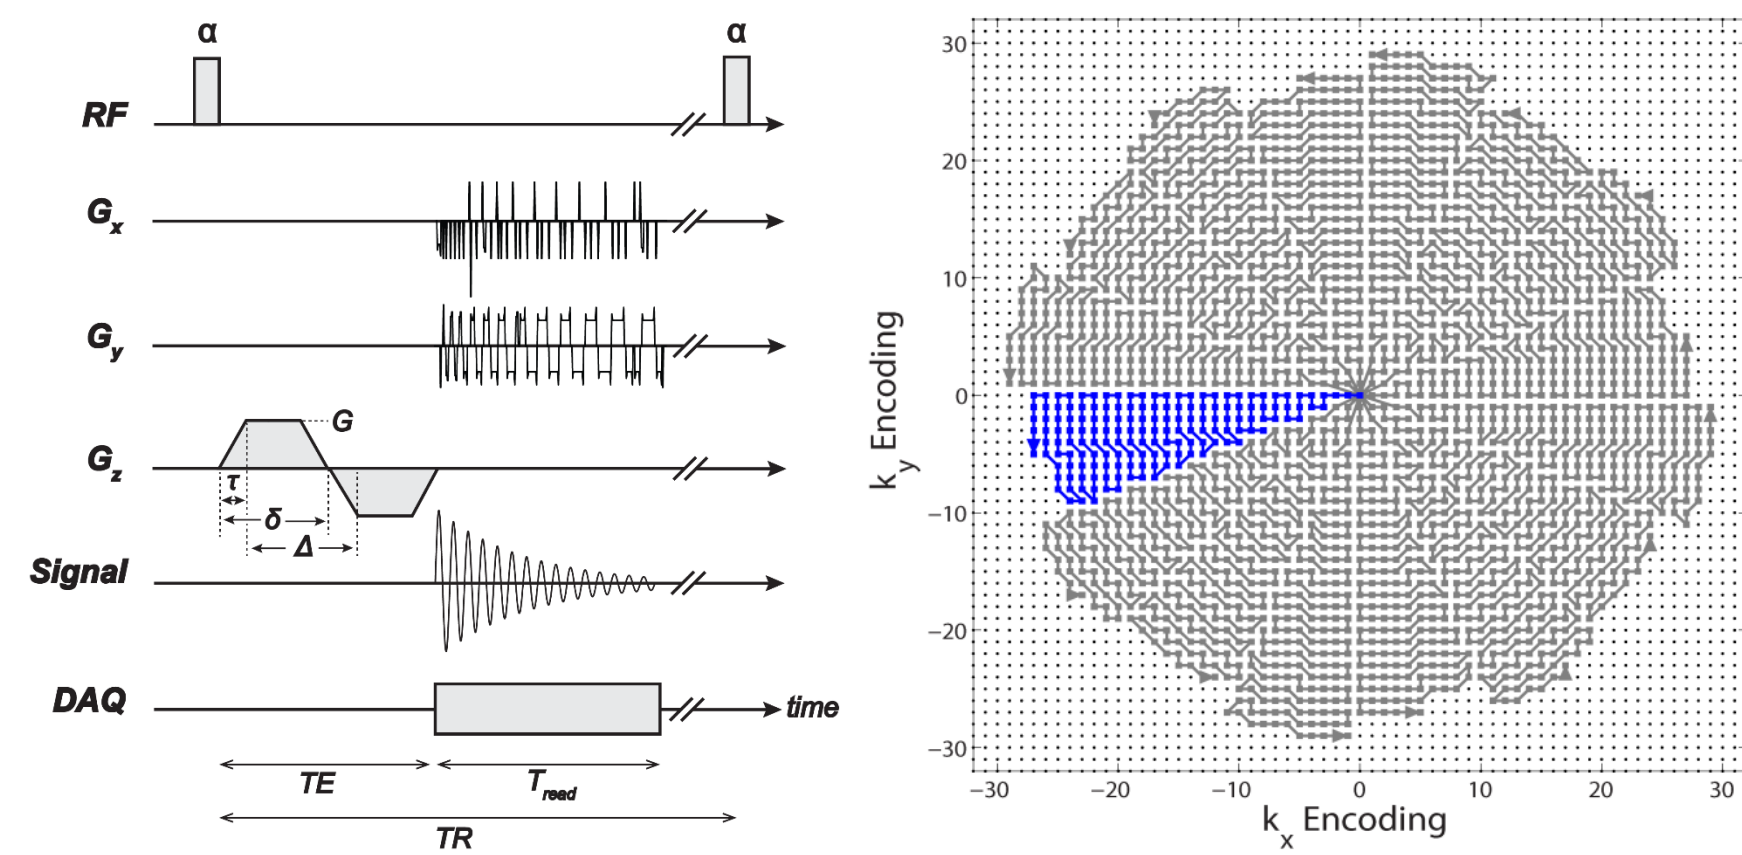 α α
RF
Gx
Gy
G
Gz
τ
δ
Δ
Signal
DAQ
time
TE
Tread
TR
30
20
10
0
−10
−20
−30
ky Encoding
−30 −20 −10 0 10 20 30
kx Encoding